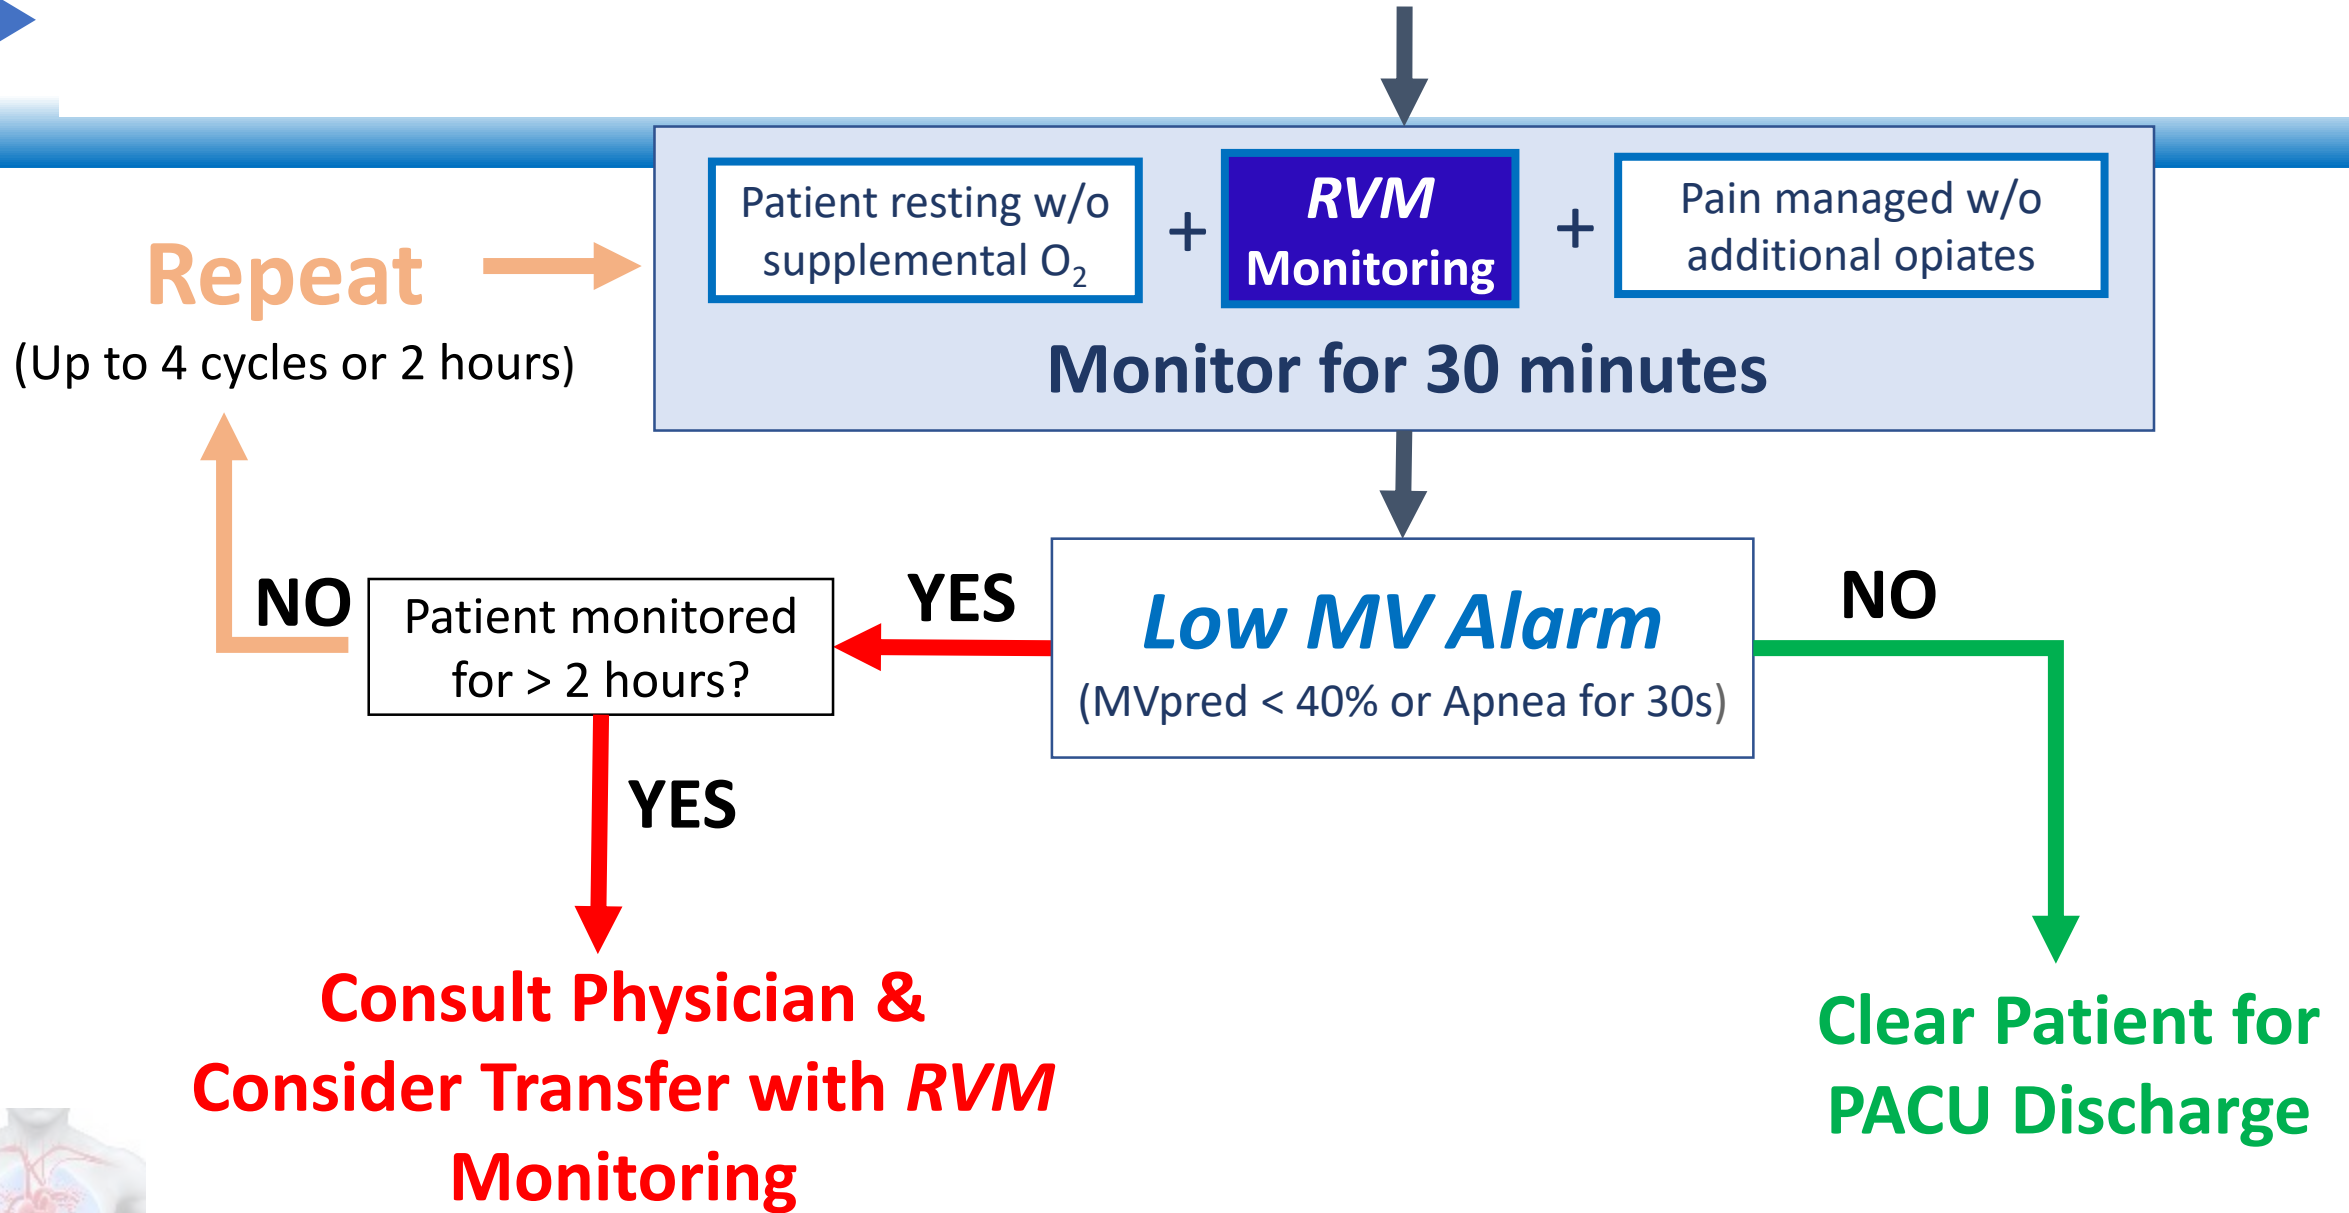 Patient resting w/o
supplemental O₂
+
RVM
Monitoring
+
Pain managed w/o
additional opiates
Monitor for 30 minutes
Repeat
(Up to 4 cycles or 2 hours)
NO
Patient monitored
for > 2 hours?
YES
Low MV Alarm
(MVpred < 40% or Apnea for 30s)
NO
YES
Consult Physician &
Consider Transfer with RVM
Monitoring
Clear Patient for
PACU Discharge